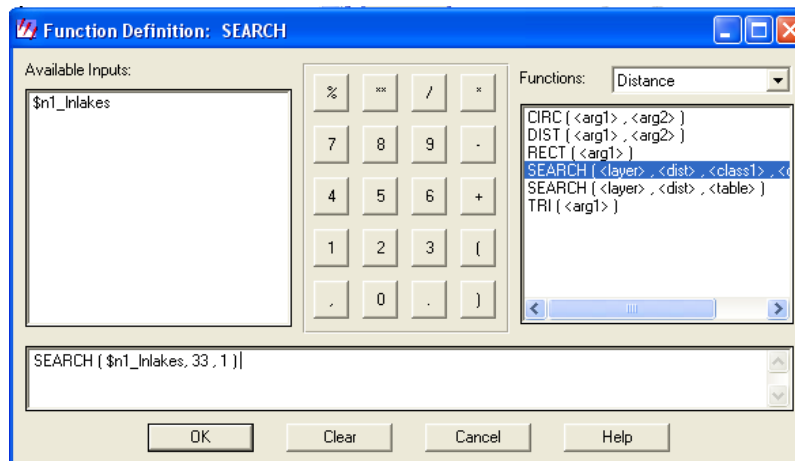 Function Definition: SEARCH
Available Inputs:
$n1_lnlakes
% ** / *
7 8 9 -
4 5 6 +
1 2 3 (
, 0 . )
Functions: Distance
CIRC ( <arg1> , <arg2> )
DIST ( <arg1> , <arg2> )
RECT ( <arg1> )
SEARCH ( <layer> , <dist> , <class1> , <c
SEARCH ( <layer> , <dist> , <table> )
TRI ( <arg1> )
SEARCH ( $n1_lnlakes, 33 , 1 )
OK Clear Cancel Help